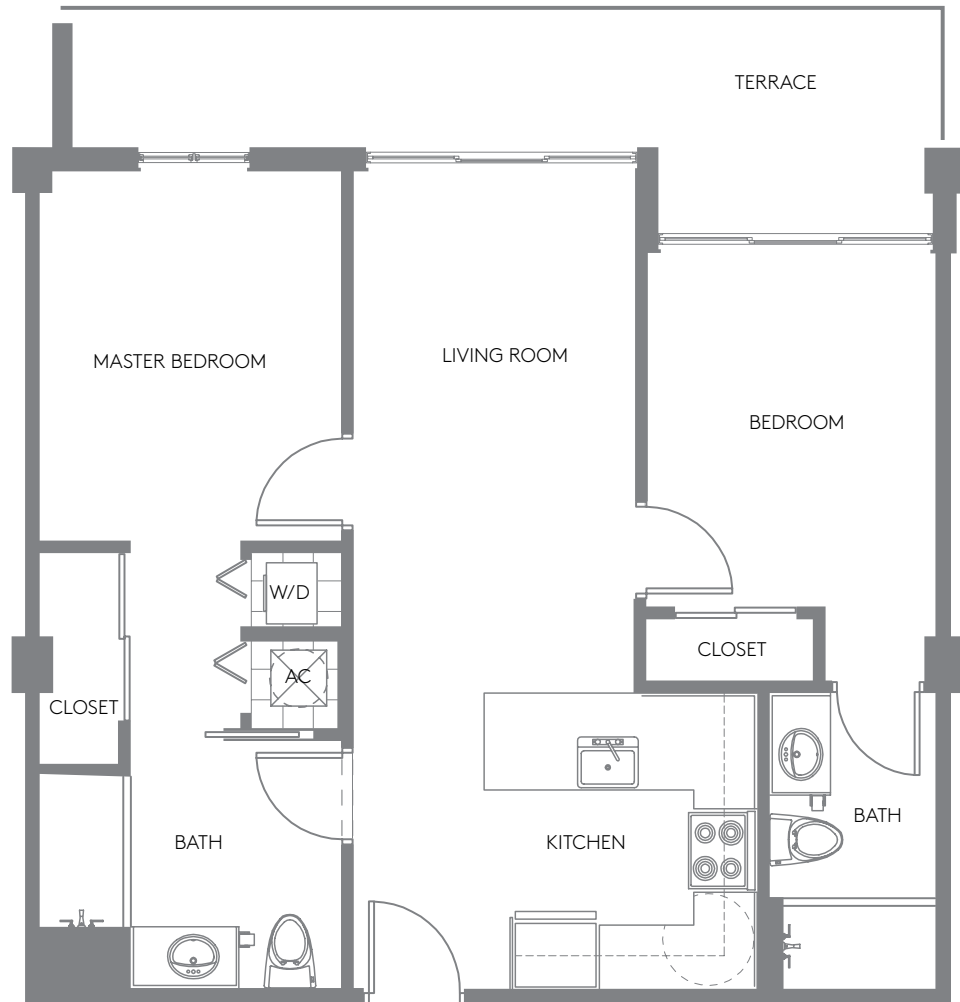 TERRACE
MASTER BEDROOM
LIVING ROOM
BEDROOM
W/D
AC
CLOSET
CLOSET
BATH
KITCHEN
BATH